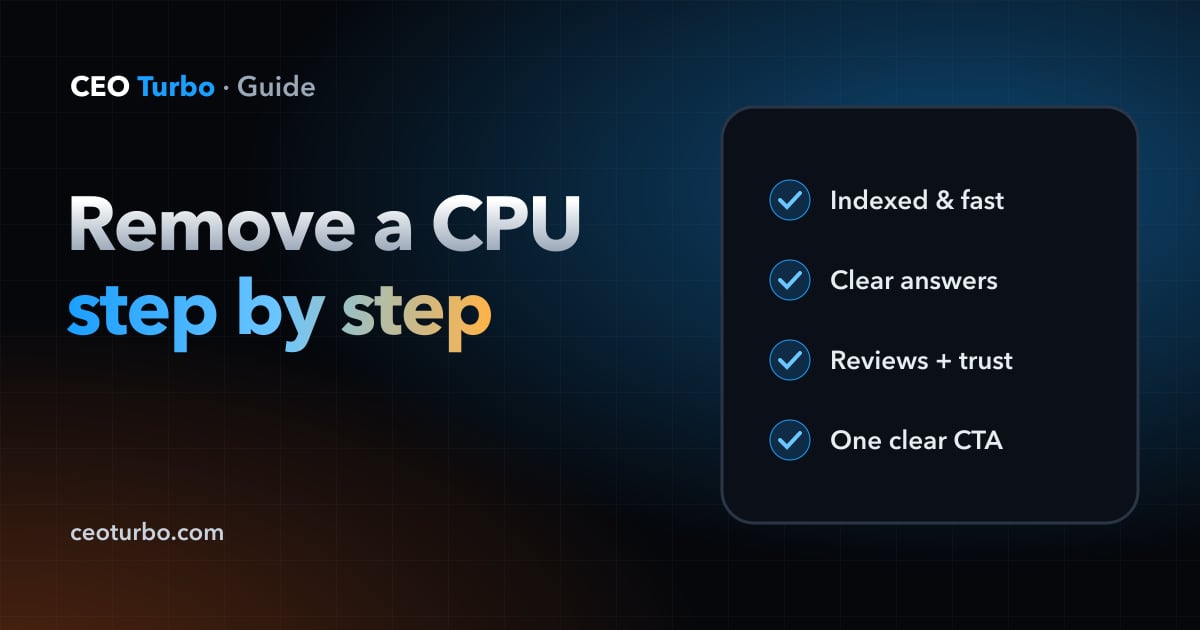 CEO Turbo · Guide
Remove a CPU
step by step
ceoturbo.com
Indexed & fast
Clear answers
Reviews + trust
One clear CTA